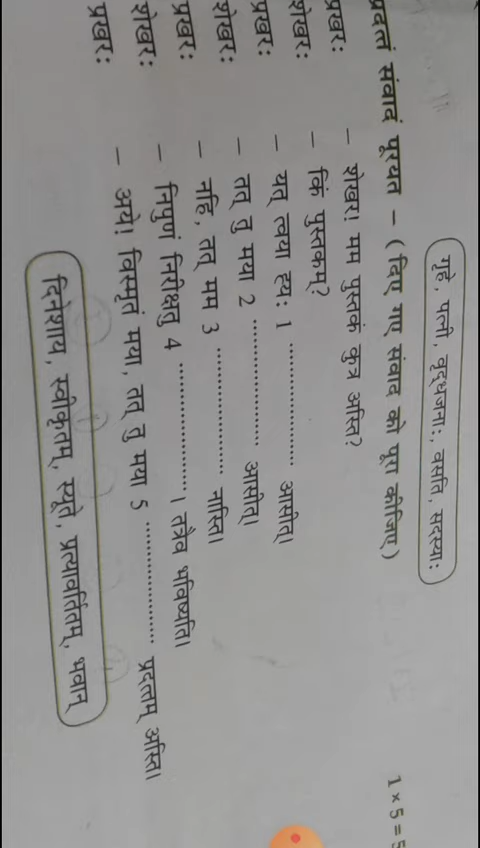 गृहे, पत्नी, वृद्धजनाः, वसति, सदस्याः
प्रदत्तं संवादं पूरयत – (दिए गए संवाद को पूरा कीजिए) 1 × 5 = 5
प्रखरः – शेखर! मम पुस्तकं कुत्र अस्ति?
शेखरः – किं पुस्तकम्?
प्रखरः – यत् त्वया ह्यः 1 .................... आसीत्।
शेखरः – तत् तु मया 2 .................... आसीत्।
प्रखरः – नहि, तत् मम 3 .................... नास्ति।
शेखरः – निपुणं निरीक्षतु 4 .................... । तत्रैव भविष्यति।
प्रखरः – अये! विस्मृतं मया, तत् तु मया 5 .................... प्रदत्तम् अस्ति।
दिनेशाय, स्वीकृतम्, स्यूते, प्रत्यावर्तितम्, भवान्